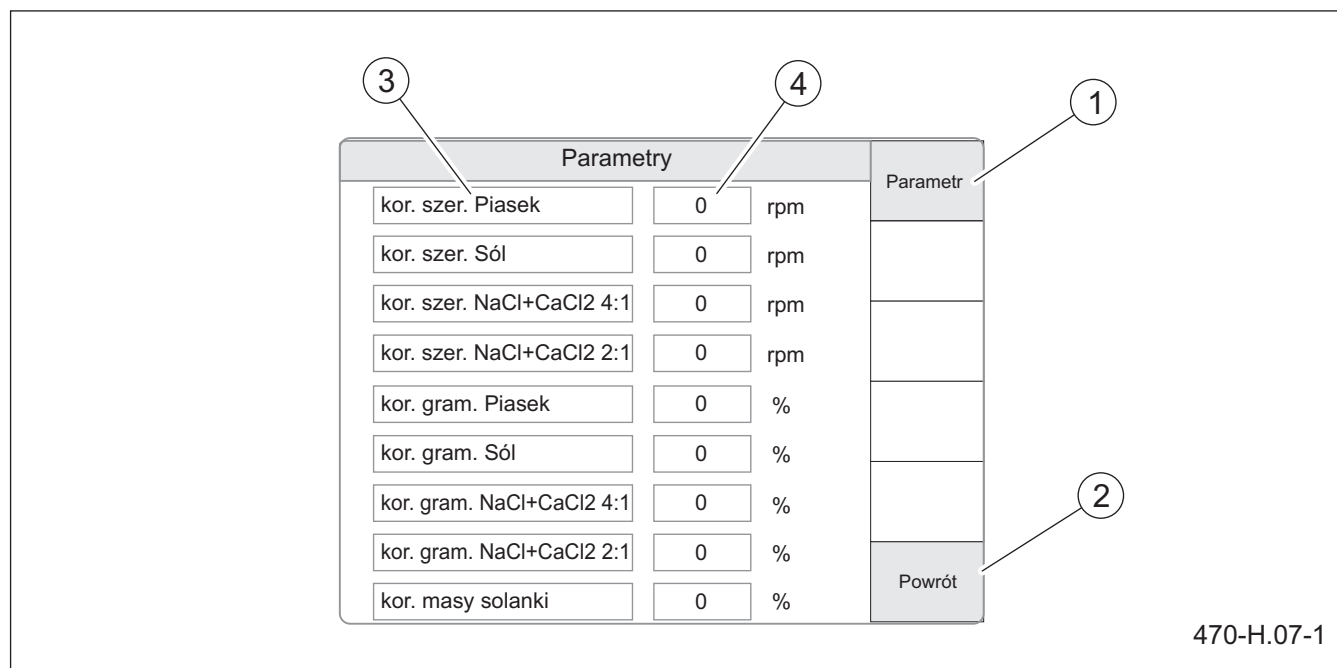 3
4
1
Parametry
Parametr
kor. szer. Piasek 0 rpm
kor. szer. Sól 0 rpm
kor. szer. NaCl+CaCl2 4:1 0 rpm
kor. szer. NaCl+CaCl2 2:1 0 rpm
kor. gram. Piasek 0 %
kor. gram. Sól 0 %
kor. gram. NaCl+CaCl2 4:1 0 %
2
kor. gram. NaCl+CaCl2 2:1 0 %
Powrót
kor. masy solanki 0 %
470-H.07-1